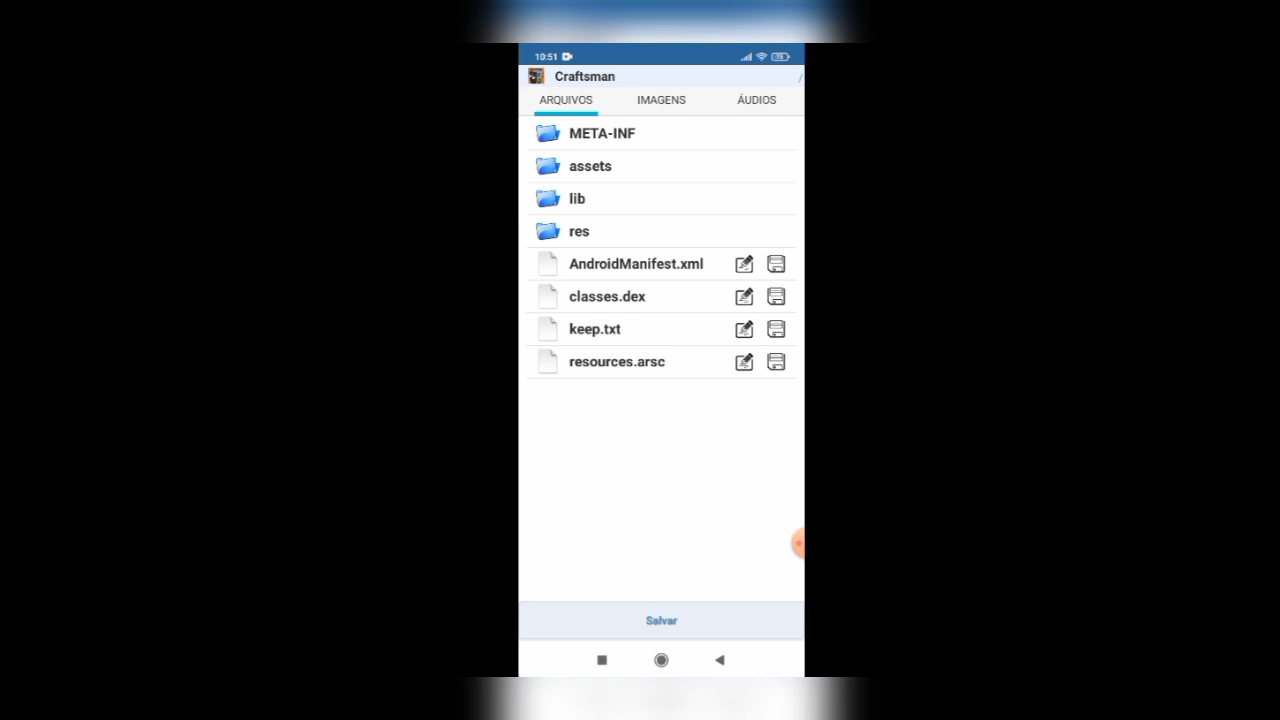 10:51
75
Craftsman
/
ARQUIVOS IMAGENS ÁUDIOS
META-INF
assets
lib
res
AndroidManifest.xml
classes.dex
keep.txt
resources.arsc
Salvar